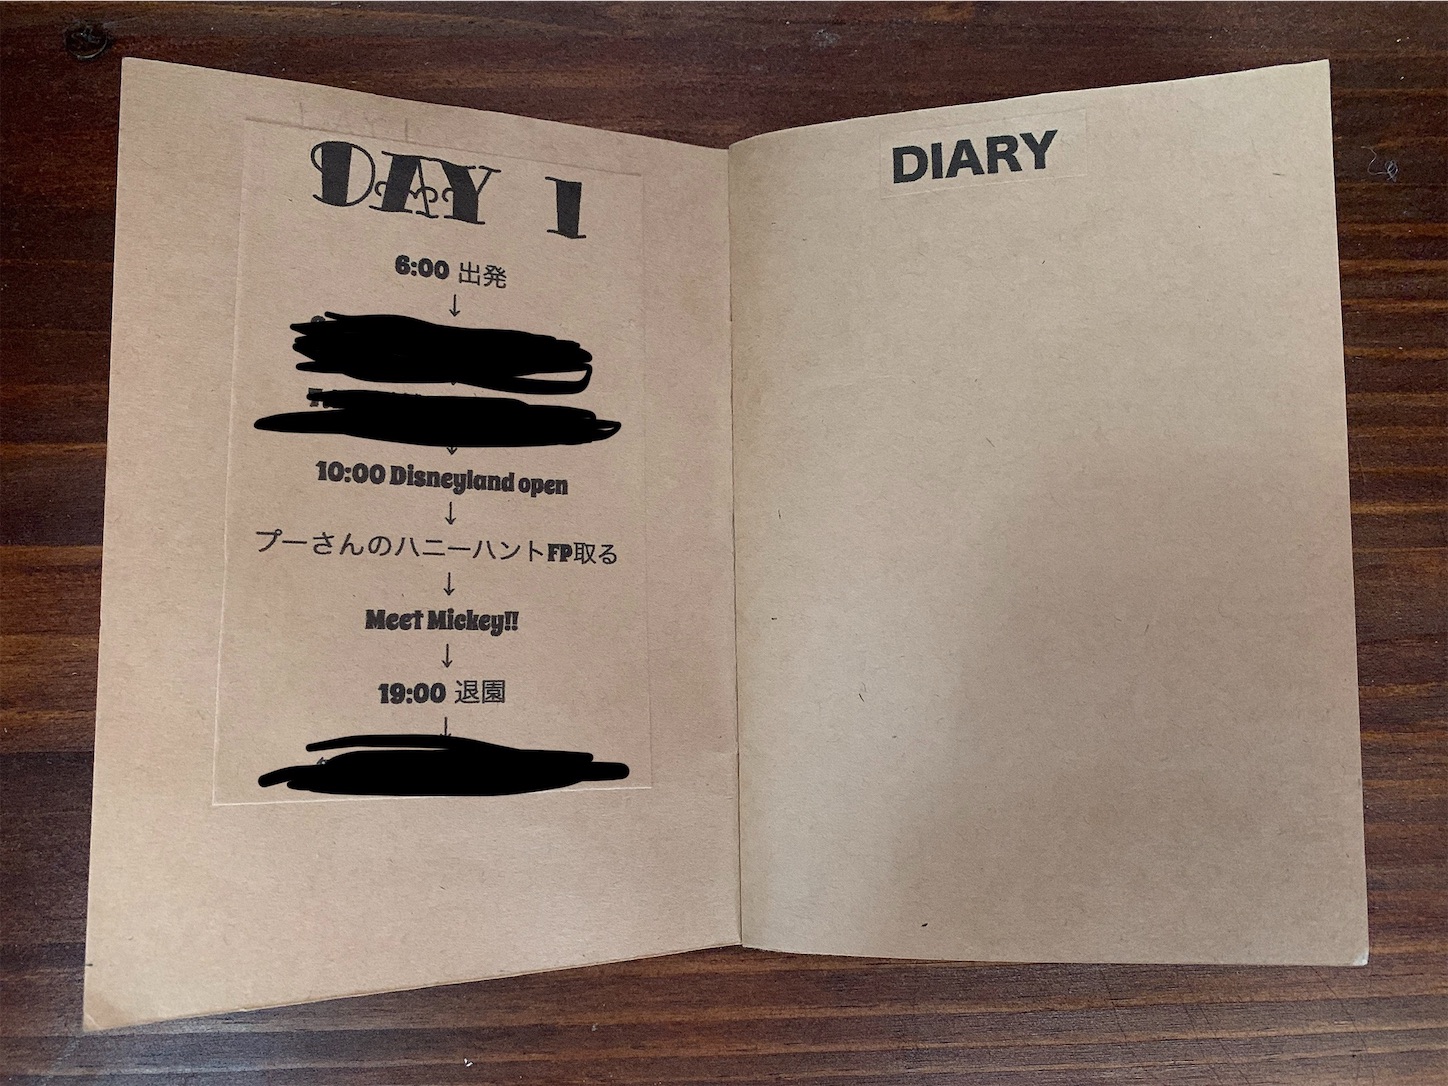 DAY 1
6:00 出発
↓
↓
10:00 Disneyland open
↓
プーさんのハニーハントFP取る
↓
Meet Mickey!!
↓
19:00 退園
↓
DIARY